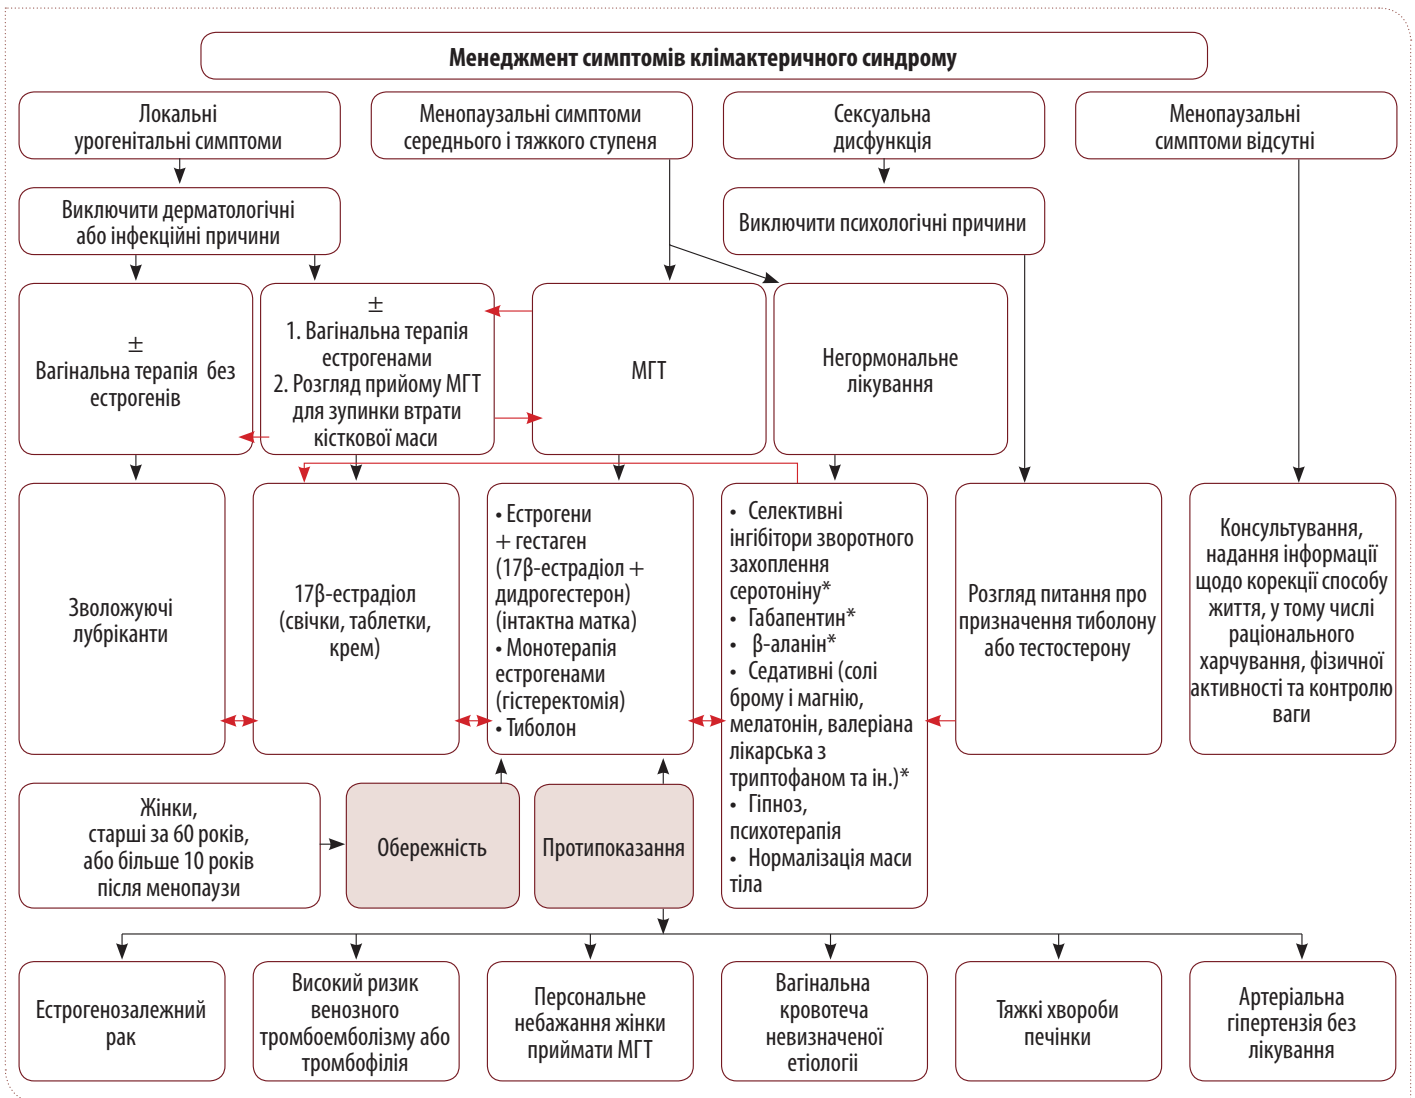 Менеджмент симптомів клімактеричного синдрому
Локальні
урогенітальні симптоми
Менопаузальні симптоми
середнього і тяжкого ступеня
Сексуальна
дисфункція
Менопаузальні
симптоми відсутні
Виключити дерматологічні
або інфекційні причини
Виключити психологічні причини
±
Вагінальна терапія без
естрогенів
±
1. Вагінальна терапія
естрогенами
2. Розгляд прийому МГТ
для зупинки втрати
кісткової маси
МГТ
Негормональне
лікування
Зволожуючі
лубріканти
17β-естрадіол
(свічки, таблетки,
крем)
• Естрогени
+ гестаген
(17β-естрадіол +
дидрогестерон)
(інтактна матка)
• Монотерапія
естрогенами
(гістеректомія)
• Тиболон
• Селективні
інгібітори зворотного
захоплення
серотоніну*
• Габапентин*
• β-аланін*
• Седативні (солі
брому і магнію,
мелатонін, валеріана
лікарська з
триптофаном та ін.)*
• Гіпноз,
психотерапія
• Нормалізація маси
тіла
Розгляд питання про
призначення тиболону
або тестостерону
Консультування,
надання інформації
щодо корекції способу
життя, у тому числі
раціонального
харчування, фізичної
активності та контролю
ваги
Жінки,
старші за 60 років,
або більше 10 років
після менопаузи
Обережність
Протипоказання
Естрогенозалежний
рак
Високий ризик
венозного
тромбоемболізму або
тромбофілія
Персональне
небажання жінки
приймати МГТ
Вагінальна
кровотеча
невизначеної
етіології
Тяжкі хвороби
печінки
Артеріальна
гіпертензія без
лікування